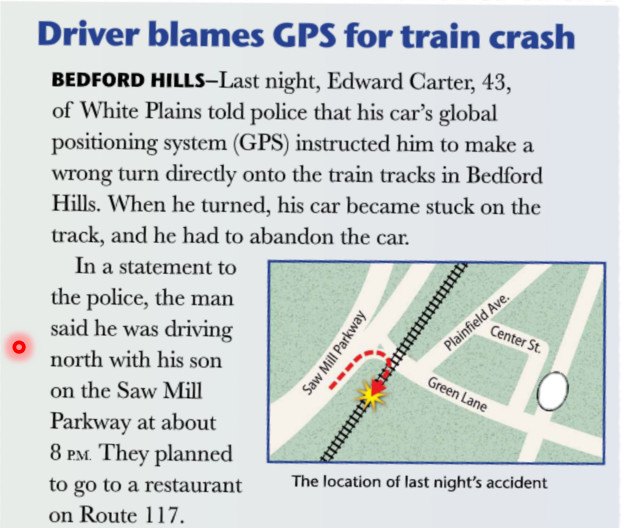 Driver blames GPS for train crash
BEDFORD HILLS–Last night, Edward Carter, 43,
of White Plains told police that his car's global
positioning system (GPS) instructed him to make a
wrong turn directly onto the train tracks in Bedford
Hills. When he turned, his car became stuck on the
track, and he had to abandon the car.
In a statement to
the police, the man
said he was driving
north with his son
on the Saw Mill
Parkway at about
8 P.M. They planned
to go to a restaurant
on Route 117.
Saw Mill Parkway
Plainfield Ave.
Center St.
Green Lane
The location of last night's accident